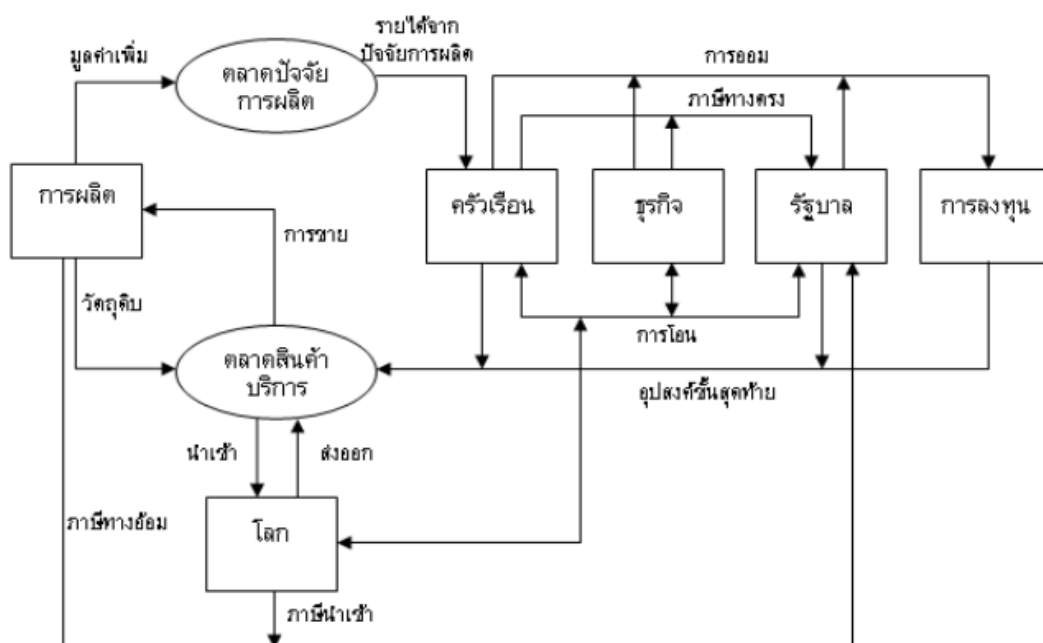 มูลค่าเพิ่ม
ตลาดปัจจัย
การผลิต
รายได้จาก
ปัจจัยการผลิต
การออม
ภาษีทางตรง
การผลิต
ครัวเรือน
ธุรกิจ
รัฐบาล
การลงทุน
การขาย
วัตถุดิบ
การโอน
ตลาดสินค้า
บริการ
อุปสงค์ขั้นสุดท้าย
นำเข้า
ส่งออก
ภาษีทางอ้อม
โลก
ภาษีนำเข้า